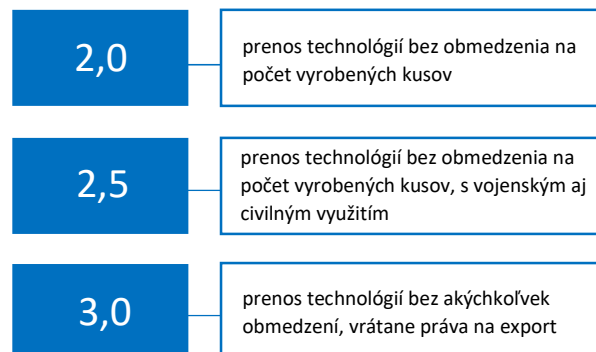 2,0
prenos technológií bez obmedzenia na
počet vyrobených kusov
2,5
prenos technológií bez obmedzenia na
počet vyrobených kusov, s vojenským aj
civilným využitím
3,0
prenos technológií bez akýchkoľvek
obmedzení, vrátane práva na export